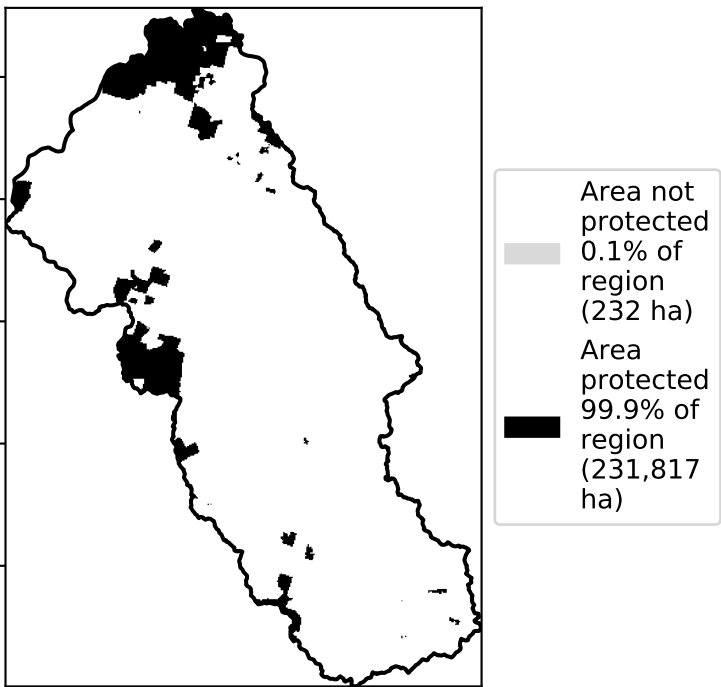 Area not
protected
0.1% of
region
(232 ha)
Area
protected
99.9% of
region
(231,817
ha)